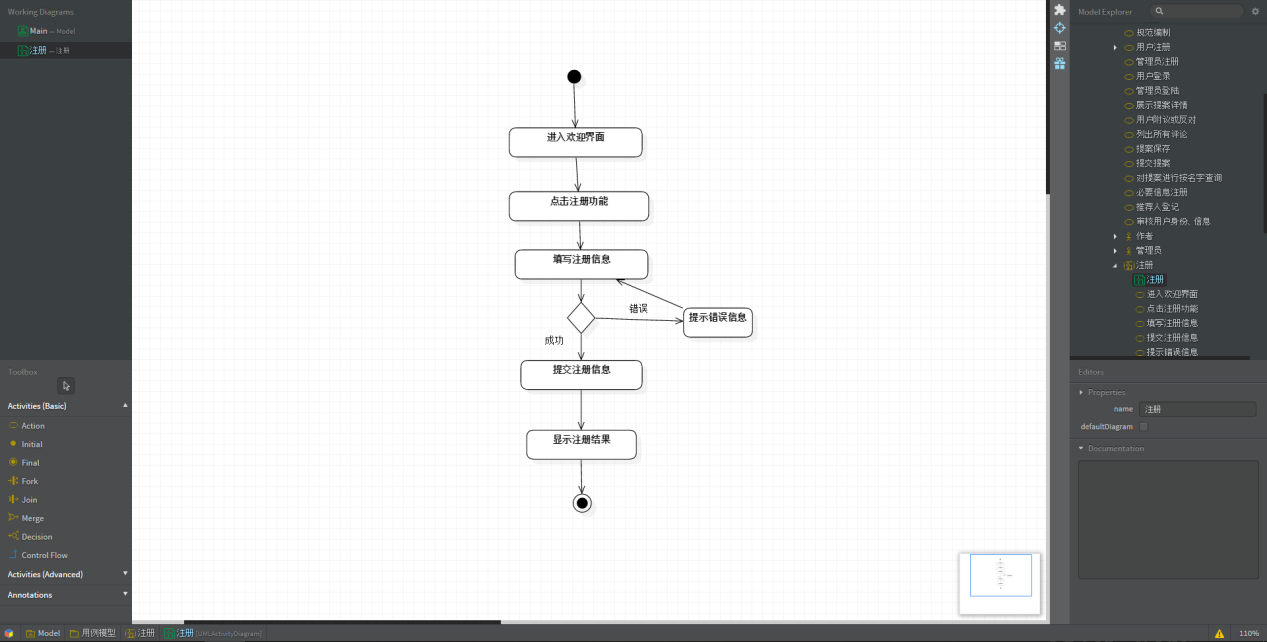 Working Diagrams
Main — Model
注册 — 注册
Toolbox
Activities (Basic)
Action
Initial
Final
Fork
Join
Merge
Decision
Control Flow
Activities (Advanced)
Annotations
进入欢迎界面
点击注册功能
填写注册信息
错误
提示错误信息
成功
提交注册信息
显示注册结果
Model Explorer
规范编制
用户注册
管理员注册
用户登录
管理员登陆
展示提案详情
用户附议或反对
列出所有评论
提案保存
提交提案
对提案进行按名字查询
必要信息注册
推荐人登记
审核用户身份、信息
作者
管理员
注册
注册
进入欢迎界面
点击注册功能
填写注册信息
提交注册信息
提示错误信息
Editors
Properties
name 注册
defaultDiagram
Documentation
Model 用例模型 注册 注册 [UMLActivityDiagram]
110%